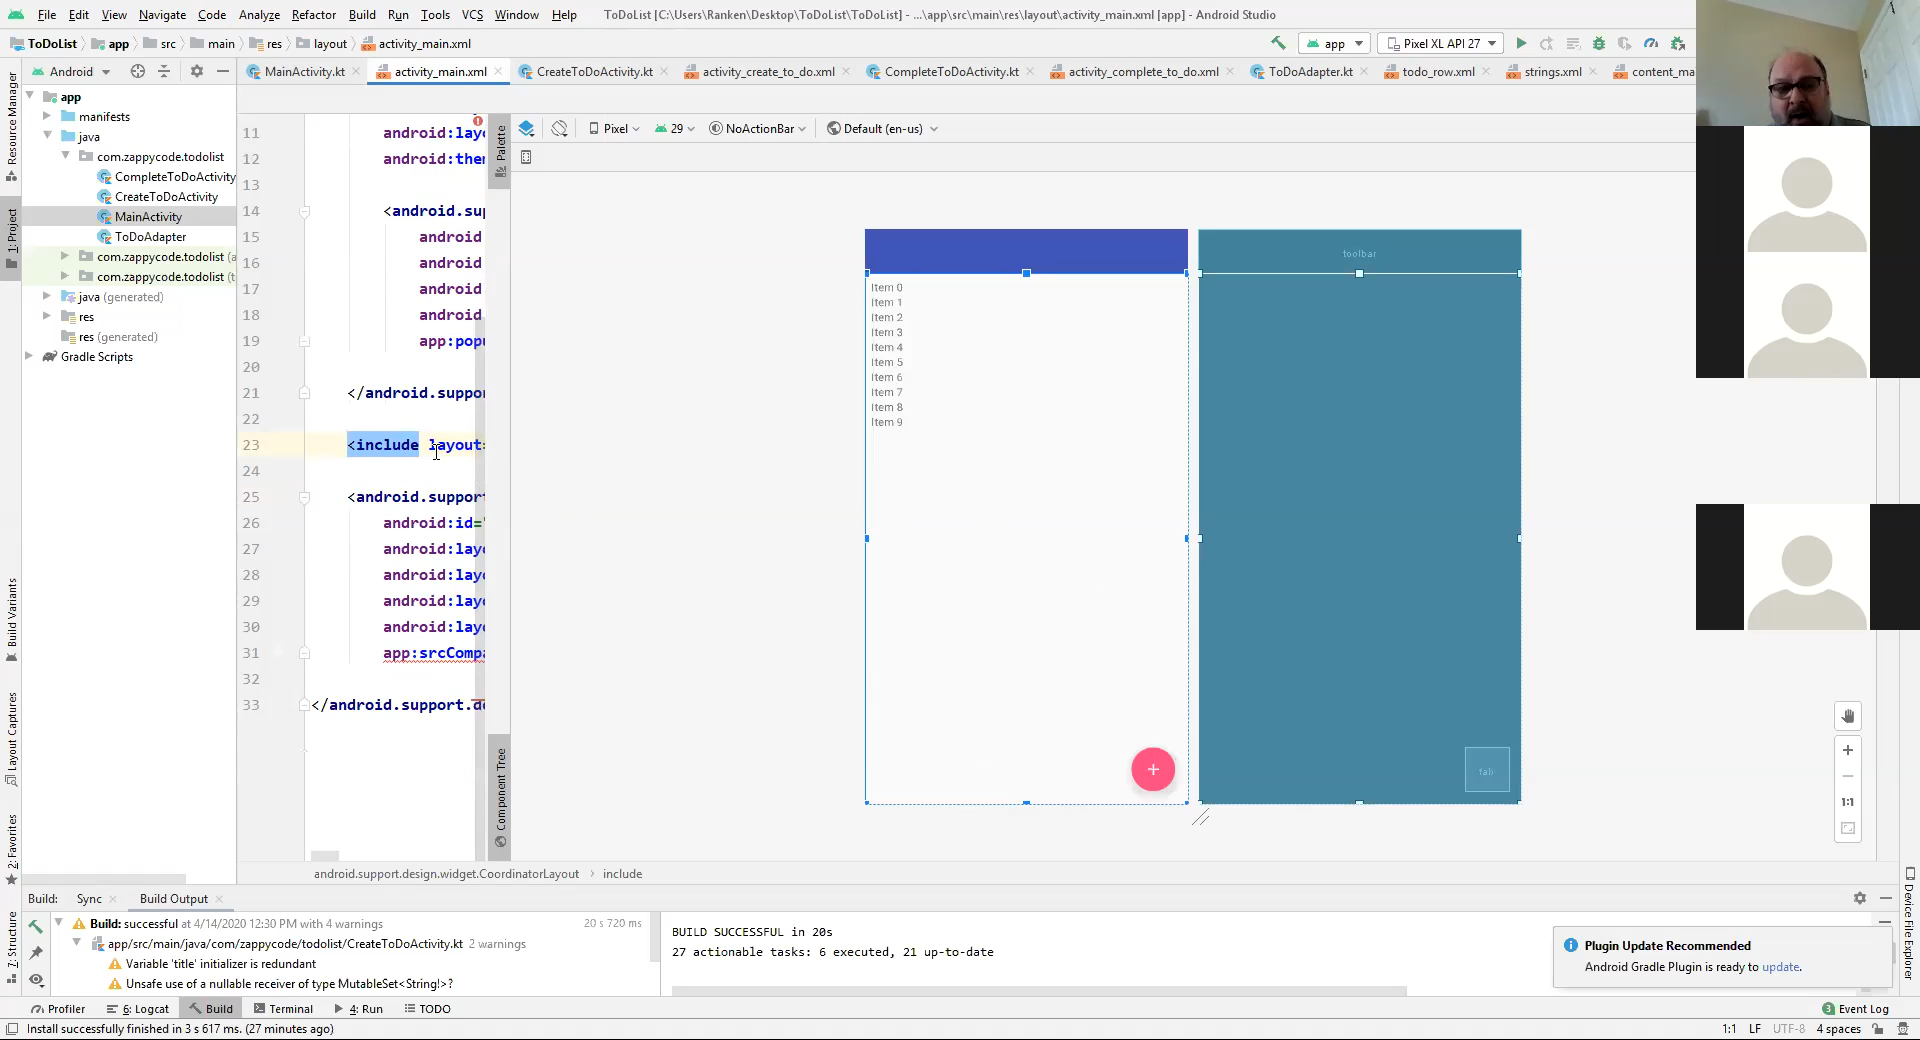 File Edit View Navigate Code Analyze Refactor Build Run Tools VCS Window Help ToDoList [C:\Users\Ranken\Desktop\ToDoList\ToDoList] - ...\app\src\main\res\layout\activity_main.xml [app] - Android Studio
ToDoList app src main res layout activity_main.xml app Pixel XL API 27
Android MainActivity.kt activity_main.xml CreateToDoActivity.kt activity_create_to_do.xml CompleteToDoActivity.kt activity_complete_to_do.xml ToDoAdapter.kt todo_row.xml strings.xml content_ma
Resource Manager
1: Project
Build Variants
Layout Captures
2: Favorites
7: Structure
app
manifests
java
com.zappycode.todolist
CompleteToDoActivity
CreateToDoActivity
MainActivity
ToDoAdapter
com.zappycode.todolist (a
com.zappycode.todolist (t
java (generated)
res
res (generated)
Gradle Scripts
11 android:layo
12 android:ther
13
14 <android.sup
15 android
16 android
17 android
18 android
19 app:popu
20
21 </android.suppo
22
23 <include layout=
24
25 <android.support
26 android:id="
27 android:layo
28 android:layo
29 android:layo
30 android:layo
31 app:srcCompa
32
33 </android.support.de
Palette
Component Tree
Pixel 29 NoActionBar Default (en-us)
Item 0
Item 1
Item 2
Item 3
Item 4
Item 5
Item 6
Item 7
Item 8
Item 9
+
toolbar
fab
1:1
android.support.design.widget.CoordinatorLayout › include
Device File Explorer
Build: Sync Build Output
Build: successful at 4/14/2020 12:30 PM with 4 warnings 20 s 720 ms
app/src/main/java/com/zappycode/todolist/CreateToDoActivity.kt 2 warnings
Variable 'title' initializer is redundant
Unsafe use of a nullable receiver of type MutableSet<String!>?
BUILD SUCCESSFUL in 20s
27 actionable tasks: 6 executed, 21 up-to-date
Plugin Update Recommended
Android Gradle Plugin is ready to update.
Profiler 6: Logcat Build Terminal 4: Run TODO 3 Event Log
Install successfully finished in 3 s 617 ms. (27 minutes ago) 1:1 LF UTF-8 4 spaces